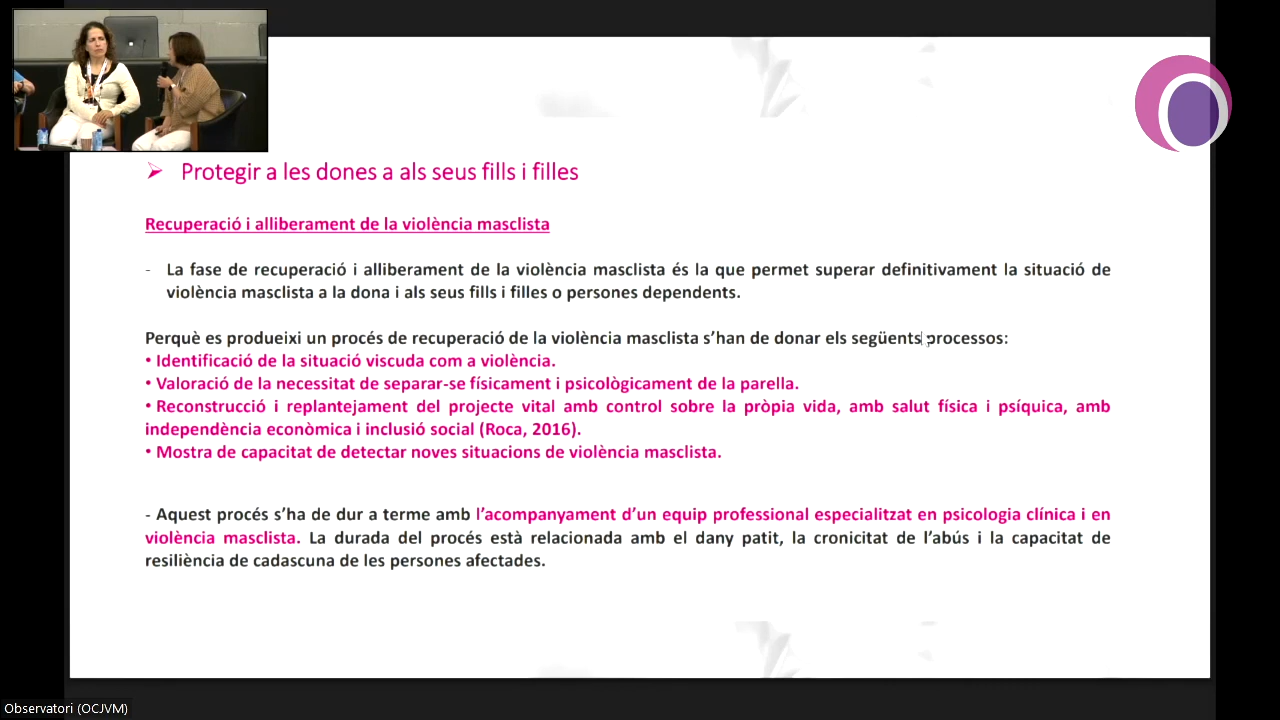 ➢ Protegir a les dones a als seus fills i filles
Recuperació i alliberament de la violència masclista
- La fase de recuperació i alliberament de la violència masclista és la que permet superar definitivament la situació de
violència masclista a la dona i als seus fills i filles o persones dependents.
Perquè es produeixi un procés de recuperació de la violència masclista s’han de donar els següents processos:
• Identificació de la situació viscuda com a violència.
• Valoració de la necessitat de separar-se físicament i psicològicament de la parella.
• Reconstrucció i replantejament del projecte vital amb control sobre la pròpia vida, amb salut física i psíquica, amb
independència econòmica i inclusió social (Roca, 2016).
• Mostra de capacitat de detectar noves situacions de violència masclista.
- Aquest procés s’ha de dur a terme amb l’acompanyament d’un equip professional especialitzat en psicologia clínica i en
violència masclista. La durada del procés està relacionada amb el dany patit, la cronicitat de l’abús i la capacitat de
resiliència de cadascuna de les persones afectades.
Observatori (OCJVM)